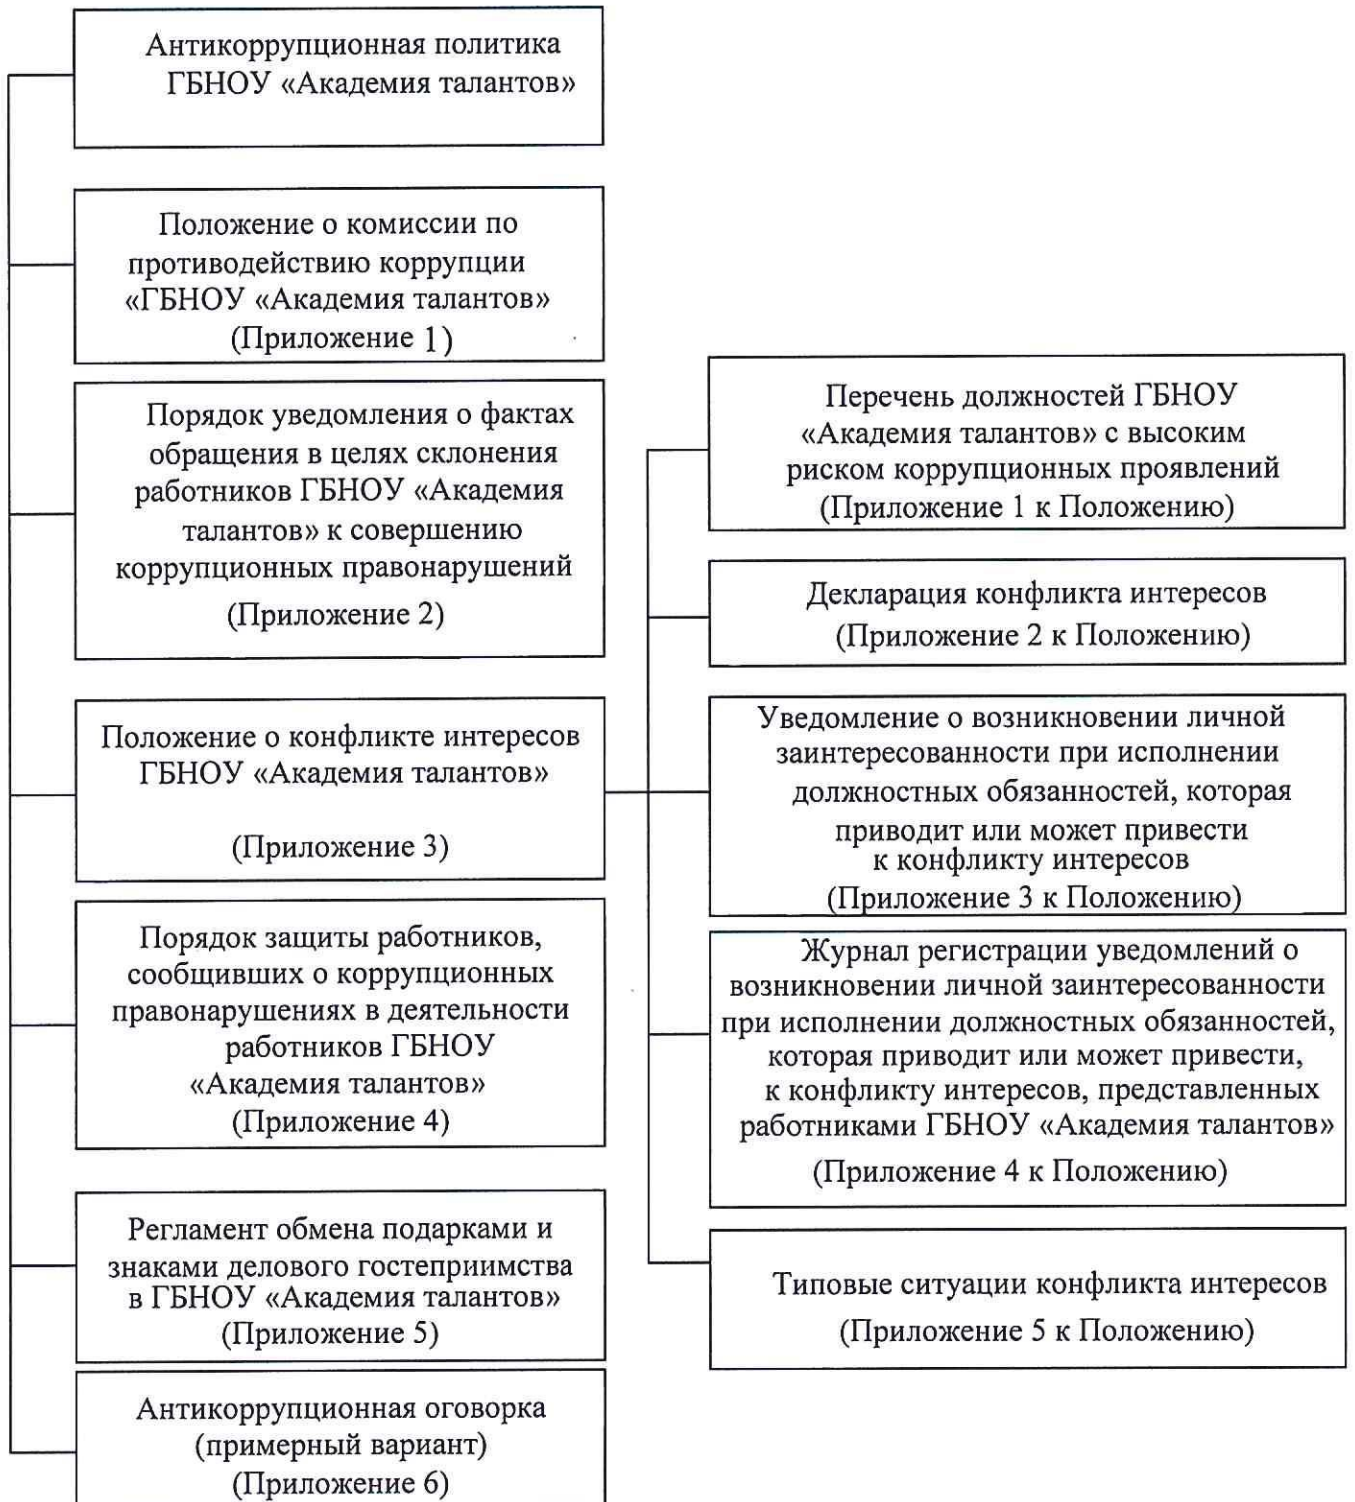 Антикоррупционная политика
ГБНОУ «Академия талантов»
Положение о комиссии по
противодействию коррупции
«ГБНОУ «Академия талантов»
(Приложение 1)
Порядок уведомления о фактах
обращения в целях склонения
работников ГБНОУ «Академия
талантов» к совершению
коррупционных правонарушений
(Приложение 2)
Положение о конфликте интересов
ГБНОУ «Академия талантов»
(Приложение 3)
Порядок защиты работников,
сообщивших о коррупционных
правонарушениях в деятельности
работников ГБНОУ
«Академия талантов»
(Приложение 4)
Регламент обмена подарками и
знаками делового гостеприимства
в ГБНОУ «Академия талантов»
(Приложение 5)
Антикоррупционная оговорка
(примерный вариант)
(Приложение 6)
Перечень должностей ГБНОУ
«Академия талантов» с высоким
риском коррупционных проявлений
(Приложение 1 к Положению)
Декларация конфликта интересов
(Приложение 2 к Положению)
Уведомление о возникновении личной
заинтересованности при исполнении
должностных обязанностей, которая
приводит или может привести
к конфликту интересов
(Приложение 3 к Положению)
Журнал регистрации уведомлений о
возникновении личной заинтересованности
при исполнении должностных обязанностей,
которая приводит или может привести,
к конфликту интересов, представленных
работниками ГБНОУ «Академия талантов»
(Приложение 4 к Положению)
Типовые ситуации конфликта интересов
(Приложение 5 к Положению)